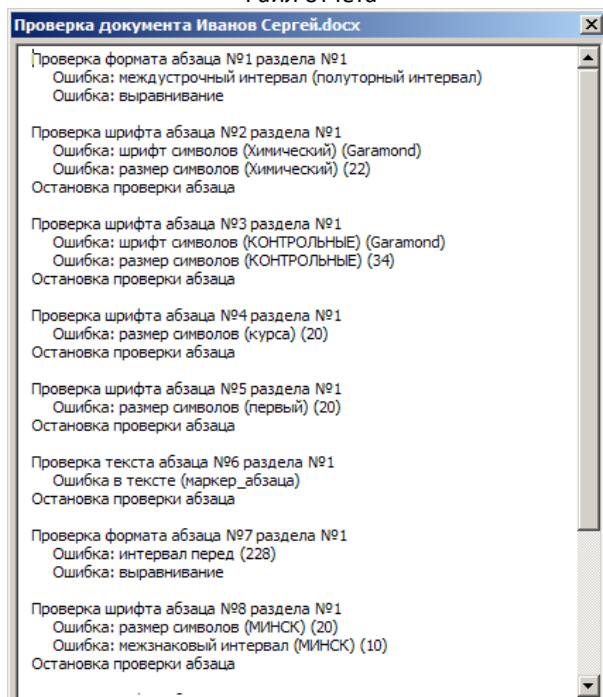 Проверка документа Иванов Сергей.docx
Проверка формата абзаца №1 раздела №1
Ошибка: междустрочный интервал (полуторный интервал)
Ошибка: выравнивание
Проверка шрифта абзаца №2 раздела №1
Ошибка: шрифт символов (Химический) (Garamond)
Ошибка: размер символов (Химический) (22)
Остановка проверки абзаца
Проверка шрифта абзаца №3 раздела №1
Ошибка: шрифт символов (КОНТРОЛЬНЫЕ) (Garamond)
Ошибка: размер символов (КОНТРОЛЬНЫЕ) (34)
Остановка проверки абзаца
Проверка шрифта абзаца №4 раздела №1
Ошибка: размер символов (курса) (20)
Остановка проверки абзаца
Проверка шрифта абзаца №5 раздела №1
Ошибка: размер символов (первый) (20)
Остановка проверки абзаца
Проверка текста абзаца №6 раздела №1
Ошибка в тексте (маркер_абзаца)
Остановка проверки абзаца
Проверка формата абзаца №7 раздела №1
Ошибка: интервал перед (228)
Ошибка: выравнивание
Проверка шрифта абзаца №8 раздела №1
Ошибка: размер символов (МИНСК) (20)
Ошибка: межзнаковый интервал (МИНСК) (10)
Остановка проверки абзаца